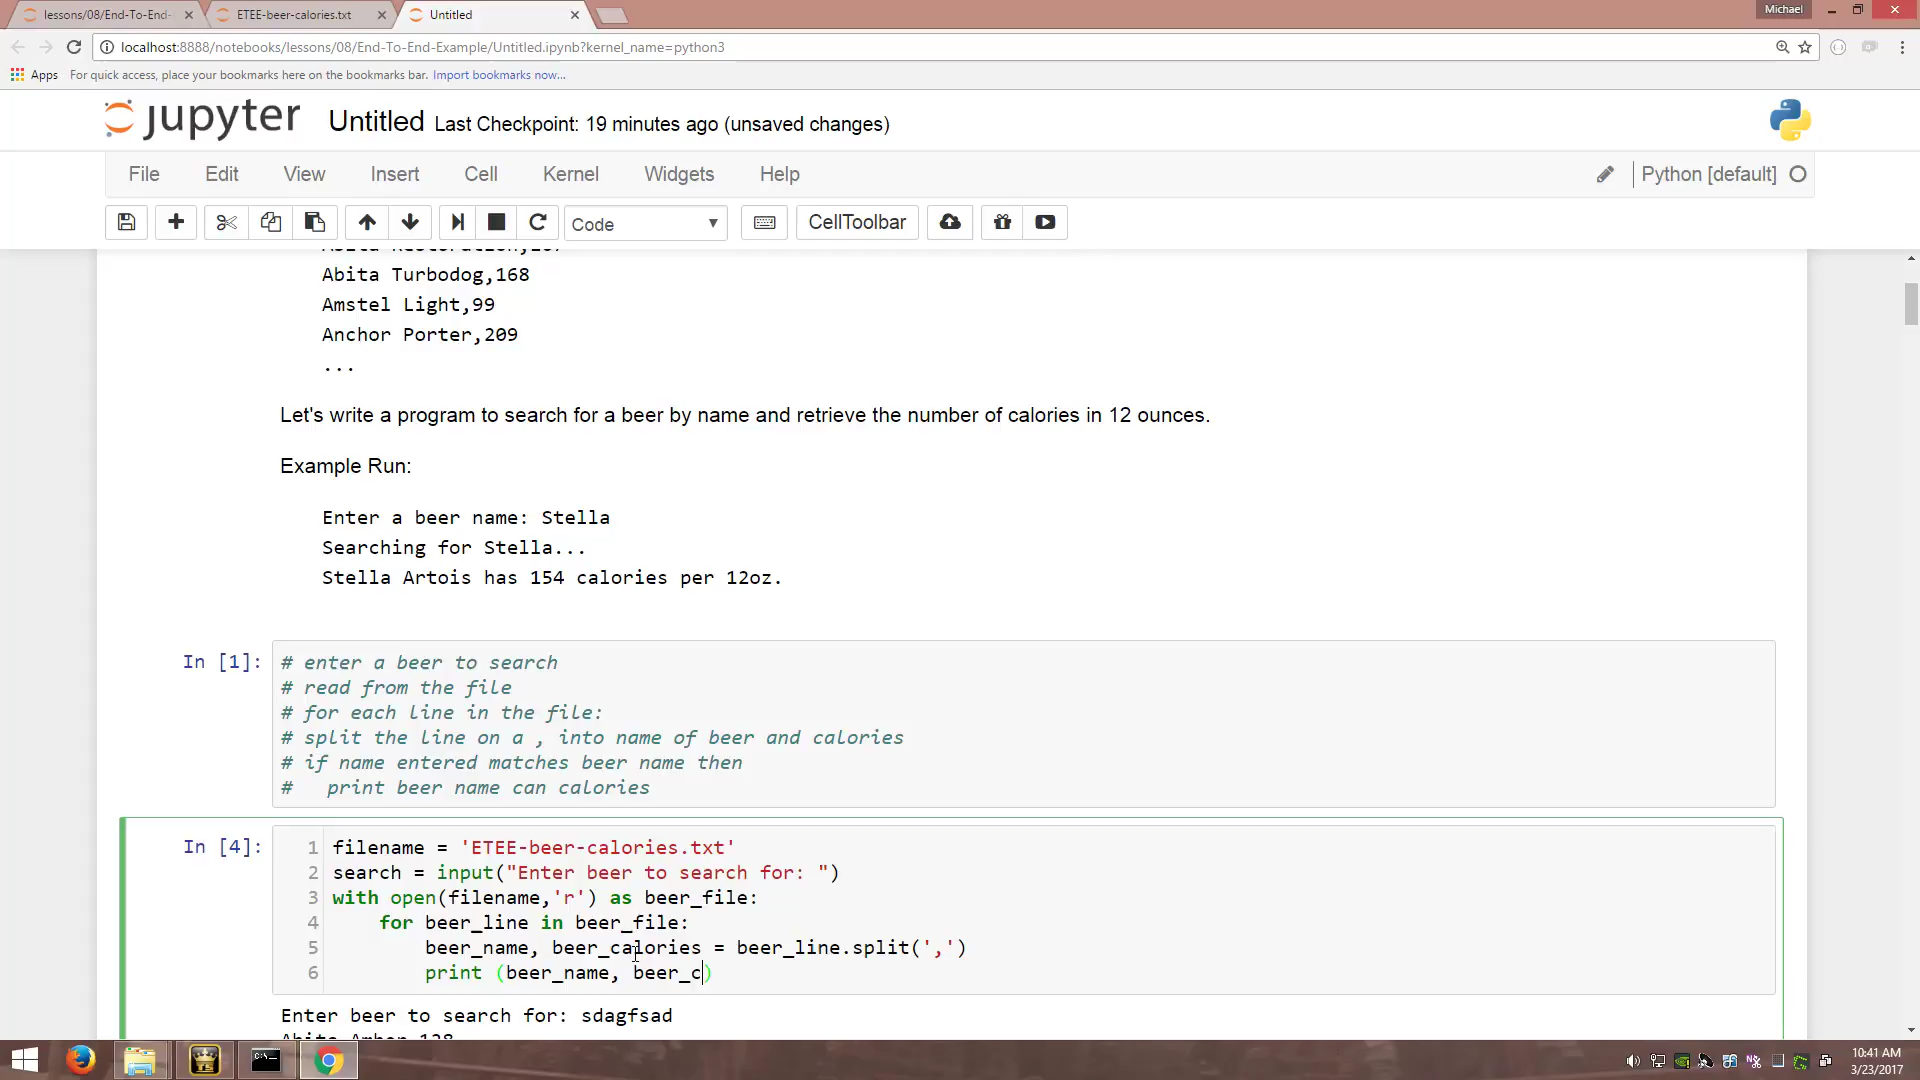 lessons/08/End-To-End-
ETEE-beer-calories.txt
Untitled
Michael
localhost:8888/notebooks/lessons/08/End-To-End-Example/Untitled.ipynb?kernel_name=python3
Apps For quick access, place your bookmarks here on the bookmarks bar. Import bookmarks now...
jupyter Untitled Last Checkpoint: 19 minutes ago (unsaved changes)
File Edit View Insert Cell Kernel Widgets Help Python [default]
Code CellToolbar
Abita Turbodog,168
Amstel Light,99
Anchor Porter,209
...
Let's write a program to search for a beer by name and retrieve the number of calories in 12 ounces.
Example Run:
Enter a beer name: Stella
Searching for Stella...
Stella Artois has 154 calories per 12oz.
In [1]: # enter a beer to search
# read from the file
# for each line in the file:
# split the line on a , into name of beer and calories
# if name entered matches beer name then
#   print beer name can calories
In [4]: 1 filename = 'ETEE-beer-calories.txt'
2 search = input("Enter beer to search for: ")
3 with open(filename,'r') as beer_file:
4     for beer_line in beer_file:
5         beer_name, beer_calories = beer_line.split(',')
6         print (beer_name, beer_c)
Enter beer to search for: sdagfsad
10:41 AM
3/23/2017